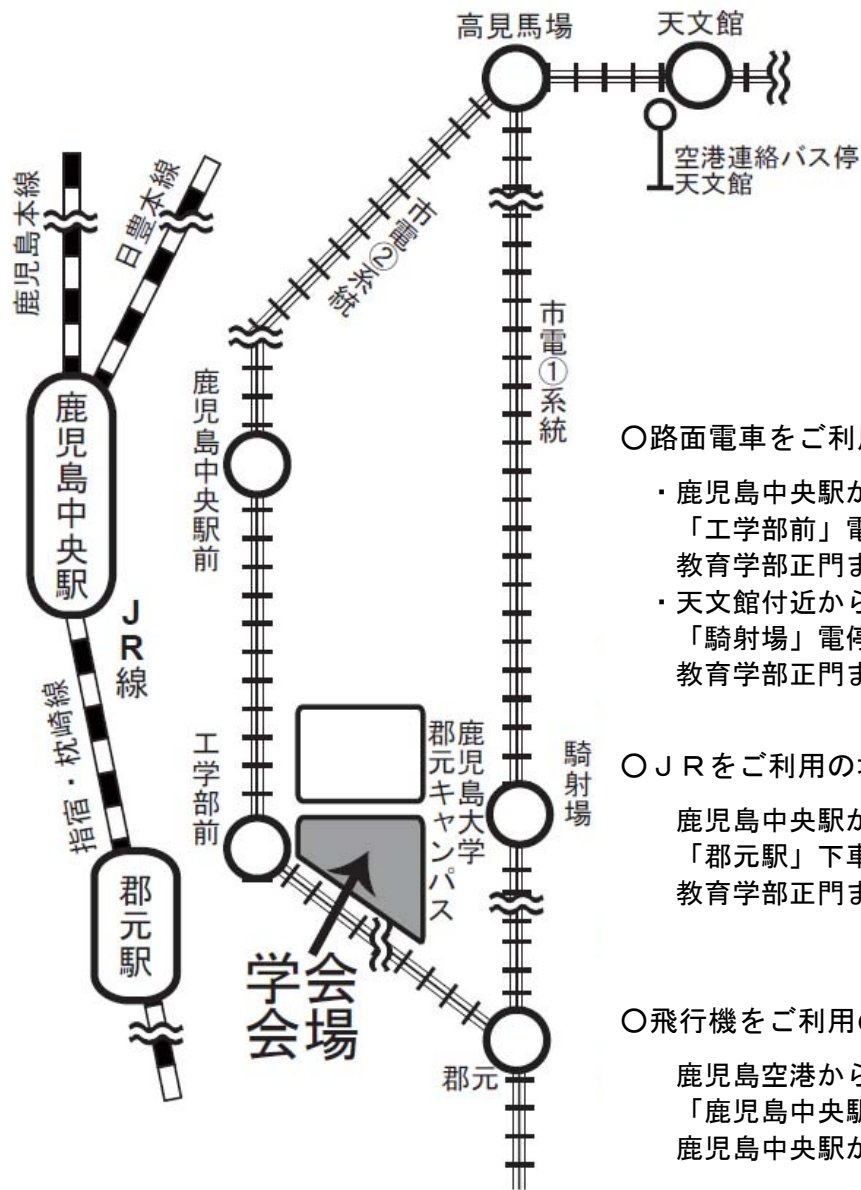 高見馬場
天文館
空港連絡バス停
天文館
鹿児島本線
日豊本線
市電②系統
市電①系統
鹿児島中央駅
鹿児島中央駅前
JR線
指宿・枕崎線
郡元駅
工学部前
鹿児島大学
郡元キャンパス
騎射場
学会
会場
郡元
〇路面電車をご利
・鹿児島中央駅か
「工学部前」電
教育学部正門ま
・天文館付近から
「騎射場」電停
教育学部正門ま
〇JRをご利用の
鹿児島中央駅か
「郡元駅」下車
教育学部正門ま
〇飛行機をご利用
鹿児島空港から
「鹿児島中央駅
鹿児島中央駅か